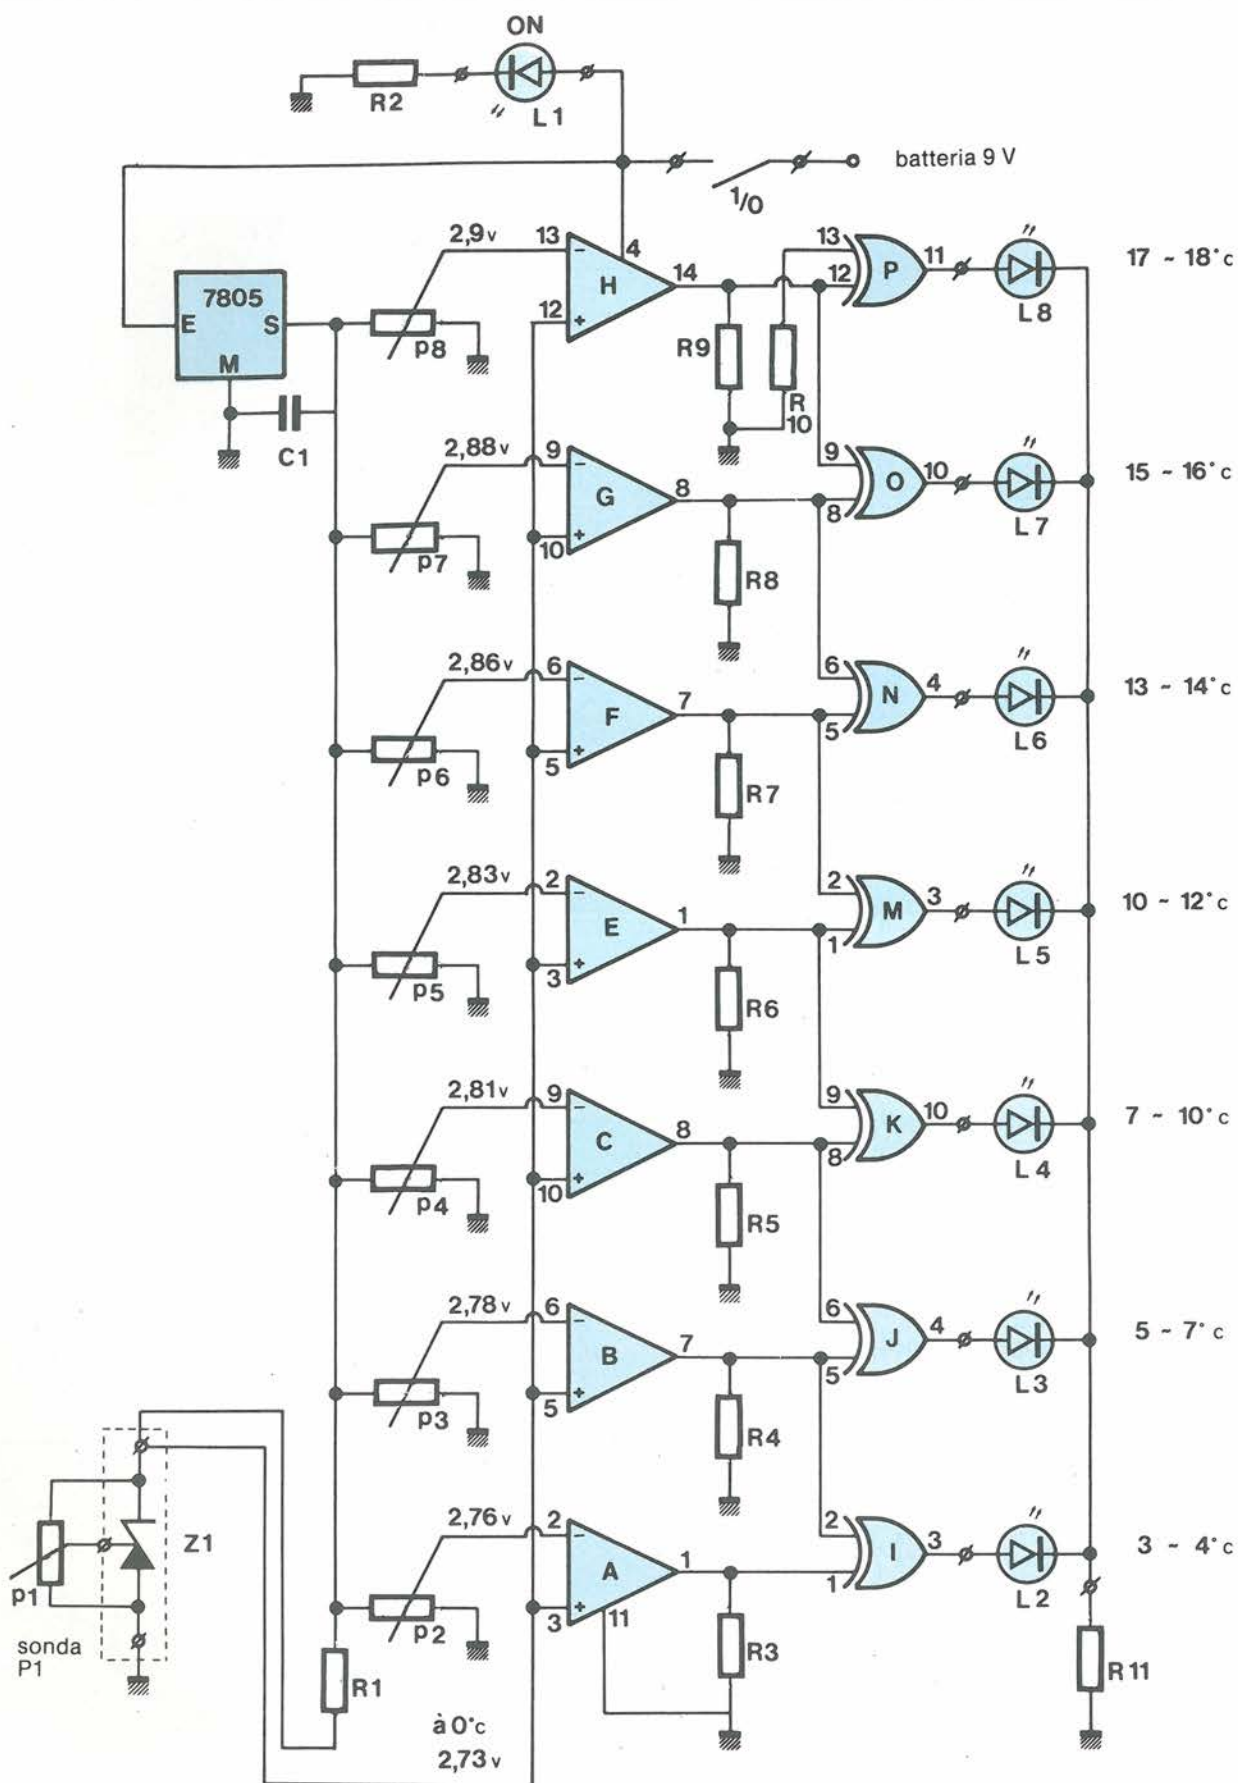 ON
R2
L1
batteria 9 V
1/0
7805
E S
M
C1
2,9v 13 4
H
12
14
p8
R9
R
10
13
12
P
11
L8
17 ~ 18°c
2,88v 9
G
10
8
p7
R8
9
8
O
10
L7
15 ~ 16°c
2,86v 6
F
5
7
p6
R7
6
5
N
4
L6
13 ~ 14°c
2,83v 2
E
3
1
p5
R6
2
1
M
3
L5
10 ~ 12°c
2,81v 9
C
10
8
p4
R5
9
8
K
10
L4
7 ~ 10°c
2,78v 6
B
5
7
p3
R4
6
5
J
4
L3
5 ~ 7°c
2,76v 2
A
3
11
1
p2
R3
2
1
I
3
L2
3 ~ 4°c
Z1
p1
sonda
P1
R1
R11
à 0°c
2,73v